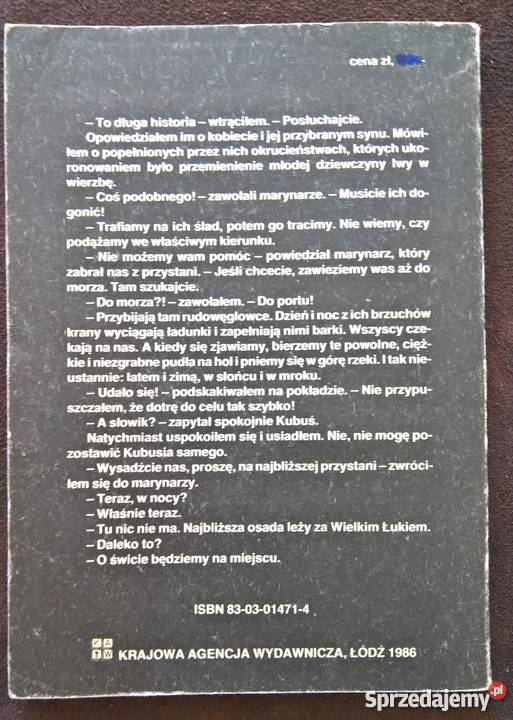 cena zł,
– To długa historia – wtrąciłem. – Posłuchajcie.
Opowiedziałem im o kobiecie i jej przybranym synu. Mówi-
łem o popełnionych przez nich okrucieństwach, których uko-
ronowaniem było przemienienie młodej dziewczyny Iwy w
wierzbę.
– Coś podobnego! – zawołali marynarze. – Musicie ich do-
gonić!
– Trafiamy na ich ślad, potem go tracimy. Nie wiemy, czy
podążamy we właściwym kierunku.
– Nie możemy wam pomóc – powiedział marynarz, który
zabrał nas z przystani. – Jeśli chcecie, zawieziemy was aż do
morza. Tam szukajcie.
– Do morza?! – zawołałem. – Do portu!
– Przybijają tam rudowęglowce. Dzień i noc z ich brzuchów
krany wyciągają ładunki i zapełniają nimi barki. Wszyscy cze-
kają na nas. A kiedy się zjawiamy, bierzemy te powolne, cięż-
kie i niezgrabne pudła na hol i pniemy się w górę rzeki. I tak nie-
ustannie: latem i zimą, w słońcu i w mroku.
– Udało się! – podskakiwałem na pokładzie. – Nie przypu-
szczałem, że dotrę do celu tak szybko!
– A słowik? – zapytał spokojnie Kubuś.
Natychmiast uspokoiłem się i usiadłem. Nie, nie mogę po-
zostawić Kubusia samego.
– Wysadźcie nas, proszę, na najbliższej przystani – zwróci-
łem się do marynarzy.
– Teraz, w nocy?
– Właśnie teraz.
– Tu nic nie ma. Najbliższa osada leży za Wielkim Łukiem.
– Daleko to?
– O świcie będziemy na miejscu.
ISBN 83-03-01471-4
KRAJOWA AGENCJA WYDAWNICZA, ŁÓDŹ 1986
Sprzedajemy.pl